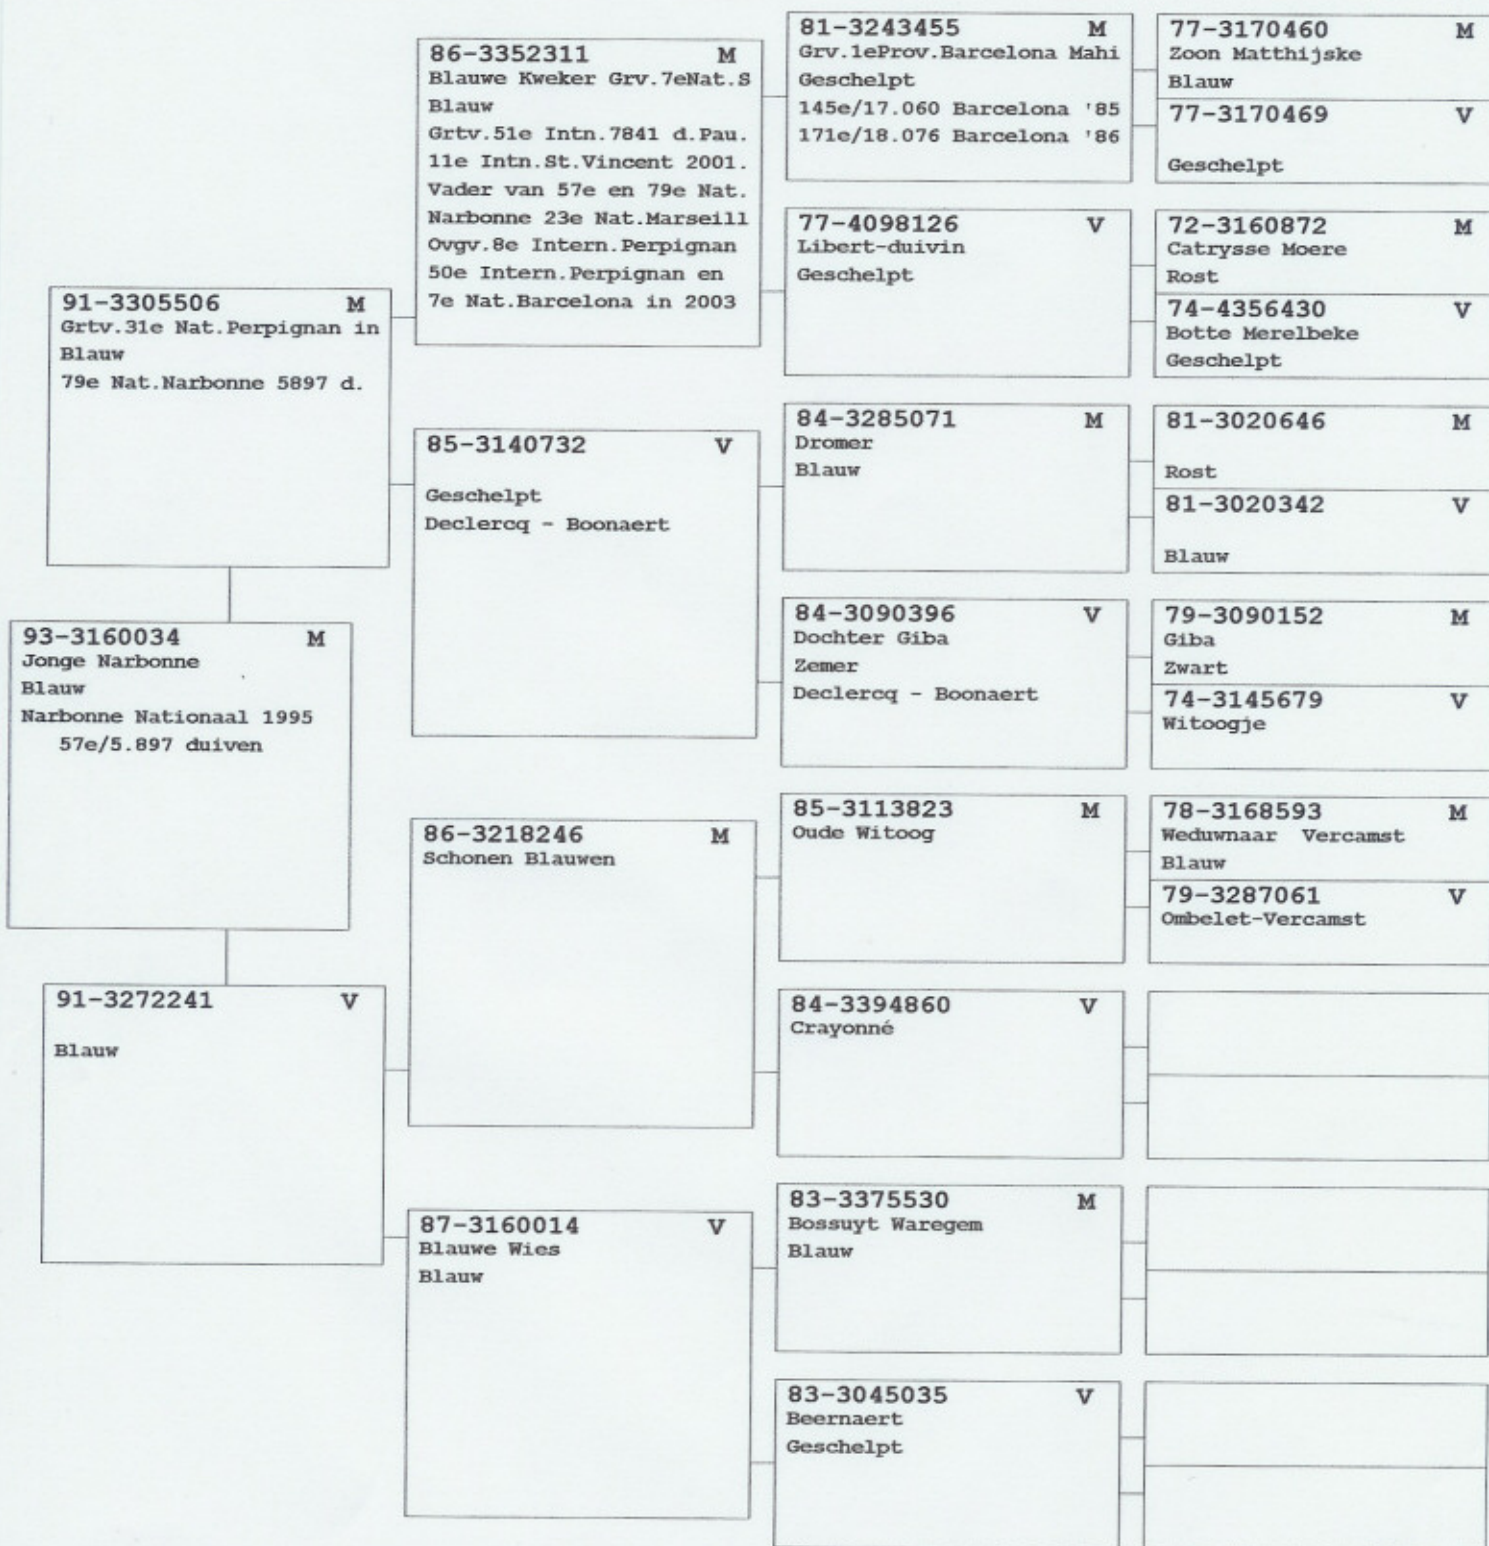 93-3160034 M
Jonge Narbonne
Blauw
Narbonne Nationaal 1995
57e/5.897 duiven
91-3305506 M
Grtv.31e Nat.Perpignan in
Blauw
79e Nat.Narbonne 5897 d.
91-3272241 V
Blauw
86-3352311 M
Blauwe Kweker Grv.7eNat.S
Blauw
Grtv.51e Intn.7841 d.Pau.
11e Intn.St.Vincent 2001.
Vader van 57e en 79e Nat.
Narbonne 23e Nat.Marseill
Ovgv.8e Intern.Perpignan
50e Intern.Perpignan en
7e Nat.Barcelona in 2003
85-3140732 V
Geschelpt
Declercq - Boonaert
86-3218246 M
Schonen Blauwen
87-3160014 V
Blauwe Wies
Blauw
81-3243455 M
Grv.1eProv.Barcelona Mahi
Geschelpt
145e/17.060 Barcelona '85
171e/18.076 Barcelona '86
77-4098126 V
Libert-duivin
Geschelpt
84-3285071 M
Dromer
Blauw
84-3090396 V
Dochter Giba
Zemer
Declercq - Boonaert
85-3113823 M
Oude Witoog
84-3394860 V
Crayonné
83-3375530 M
Bossuyt Waregem
Blauw
83-3045035 V
Beernaert
Geschelpt
77-3170460 M
Zoon Matthijske
Blauw
77-3170469 V
Geschelpt
72-3160872 M
Catrysse Moere
Rost
74-4356430 V
Botte Merelbeke
Geschelpt
81-3020646 M
Rost
81-3020342 V
Blauw
79-3090152 M
Giba
Zwart
74-3145679 V
Witoogje
78-3168593 M
Weduwnaar Vercamst
Blauw
79-3287061 V
Ombelet-Vercamst